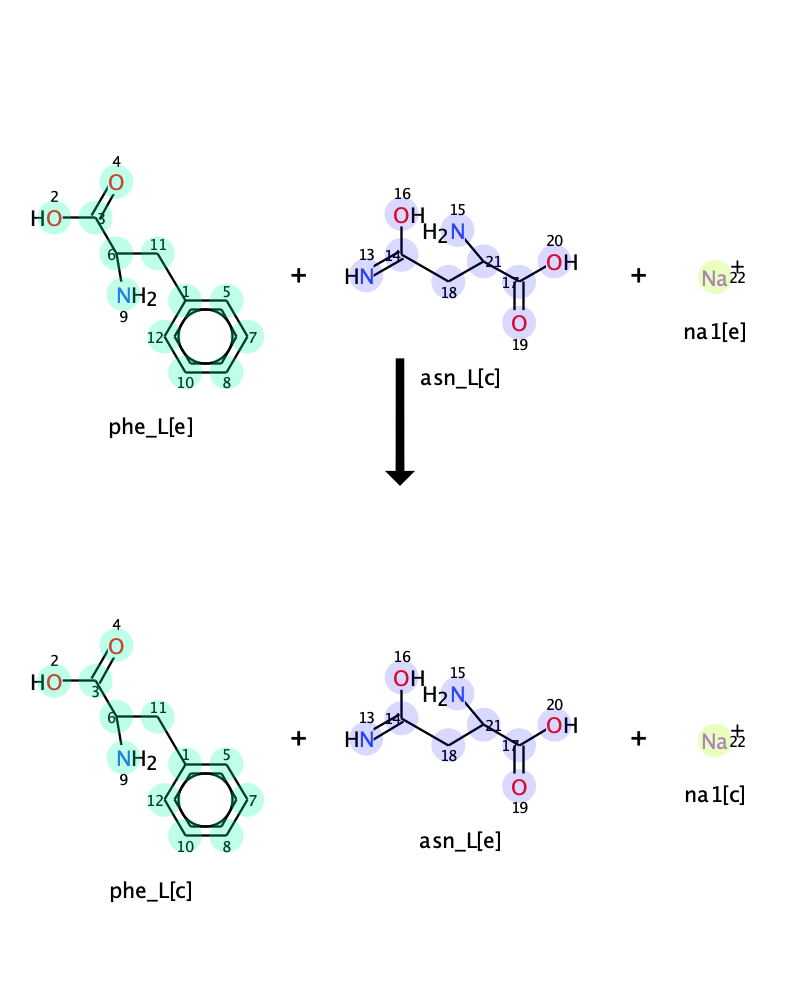 4
2
HO
O
3
6
11
NH2
9
1
5
12
7
10
8
phe_L[e]
+
16
OH
15
H2N
13
HN
14
21
20
OH
17
18
O
19
asn_L[c]
+
Na+
22
na1[e]
4
2
HO
O
3
6
11
NH2
9
1
5
12
7
10
8
phe_L[c]
+
16
OH
15
H2N
13
HN
14
21
20
OH
17
18
O
19
asn_L[e]
+
Na+
22
na1[c]